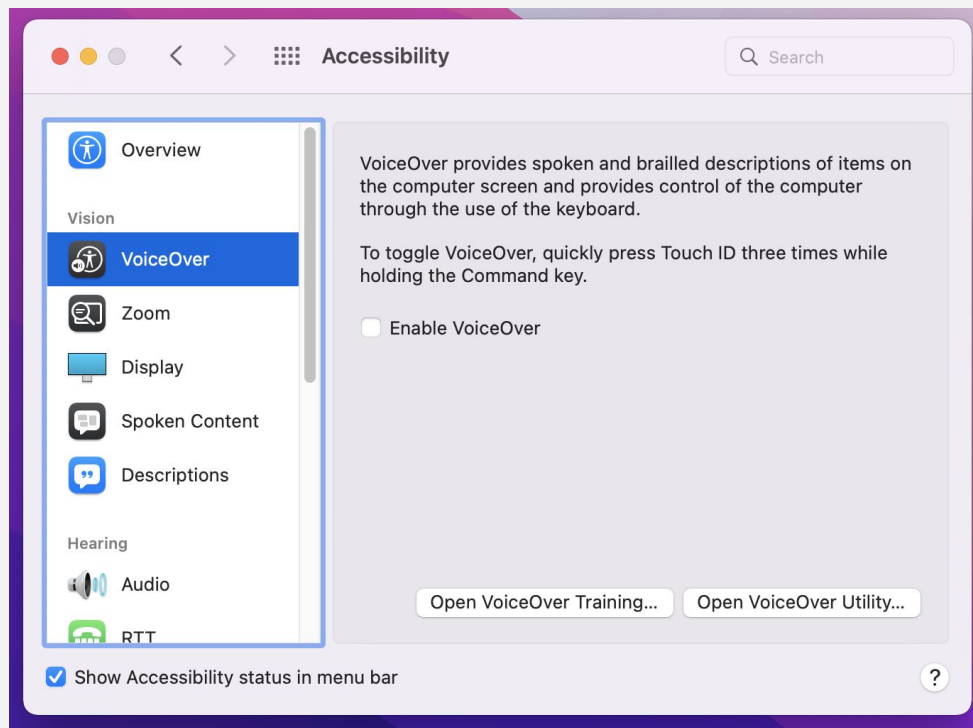 Accessibility
Search
Overview
Vision
VoiceOver
Zoom
Display
Spoken Content
Descriptions
Hearing
Audio
RTT
VoiceOver provides spoken and brailled descriptions of items on
the computer screen and provides control of the computer
through the use of the keyboard.
To toggle VoiceOver, quickly press Touch ID three times while
holding the Command key.
Enable VoiceOver
Open VoiceOver Training...
Open VoiceOver Utility...
Show Accessibility status in menu bar
?